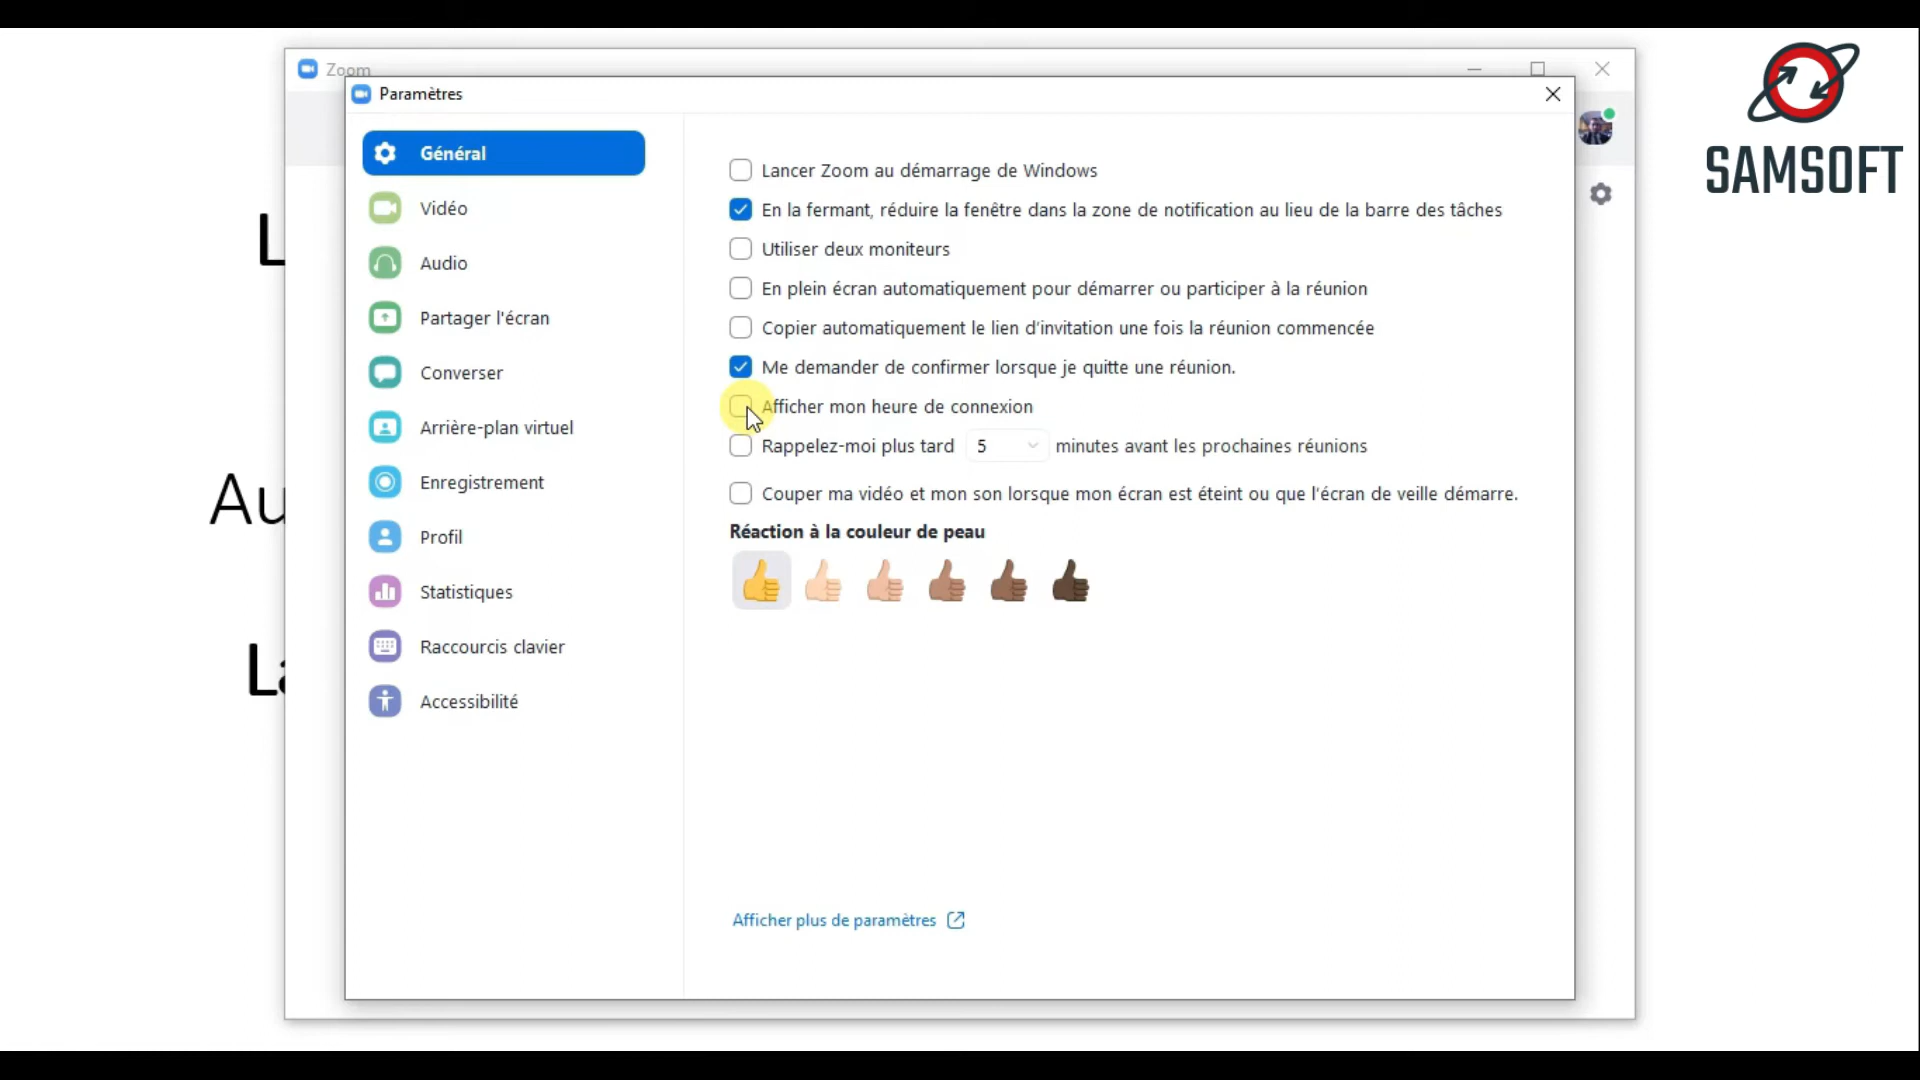 Zoom
Paramètres
SAMSOFT
Général
Vidéo
Audio
Partager l'écran
Converser
Arrière-plan virtuel
Enregistrement
Profil
Statistiques
Raccourcis clavier
Accessibilité
Lancer Zoom au démarrage de Windows
En la fermant, réduire la fenêtre dans la zone de notification au lieu de la barre des tâches
Utiliser deux moniteurs
En plein écran automatiquement pour démarrer ou participer à la réunion
Copier automatiquement le lien d'invitation une fois la réunion commencée
Me demander de confirmer lorsque je quitte une réunion.
Afficher mon heure de connexion
Rappelez-moi plus tard 5 minutes avant les prochaines réunions
Couper ma vidéo et mon son lorsque mon écran est éteint ou que l'écran de veille démarre.
Réaction à la couleur de peau
Afficher plus de paramètres